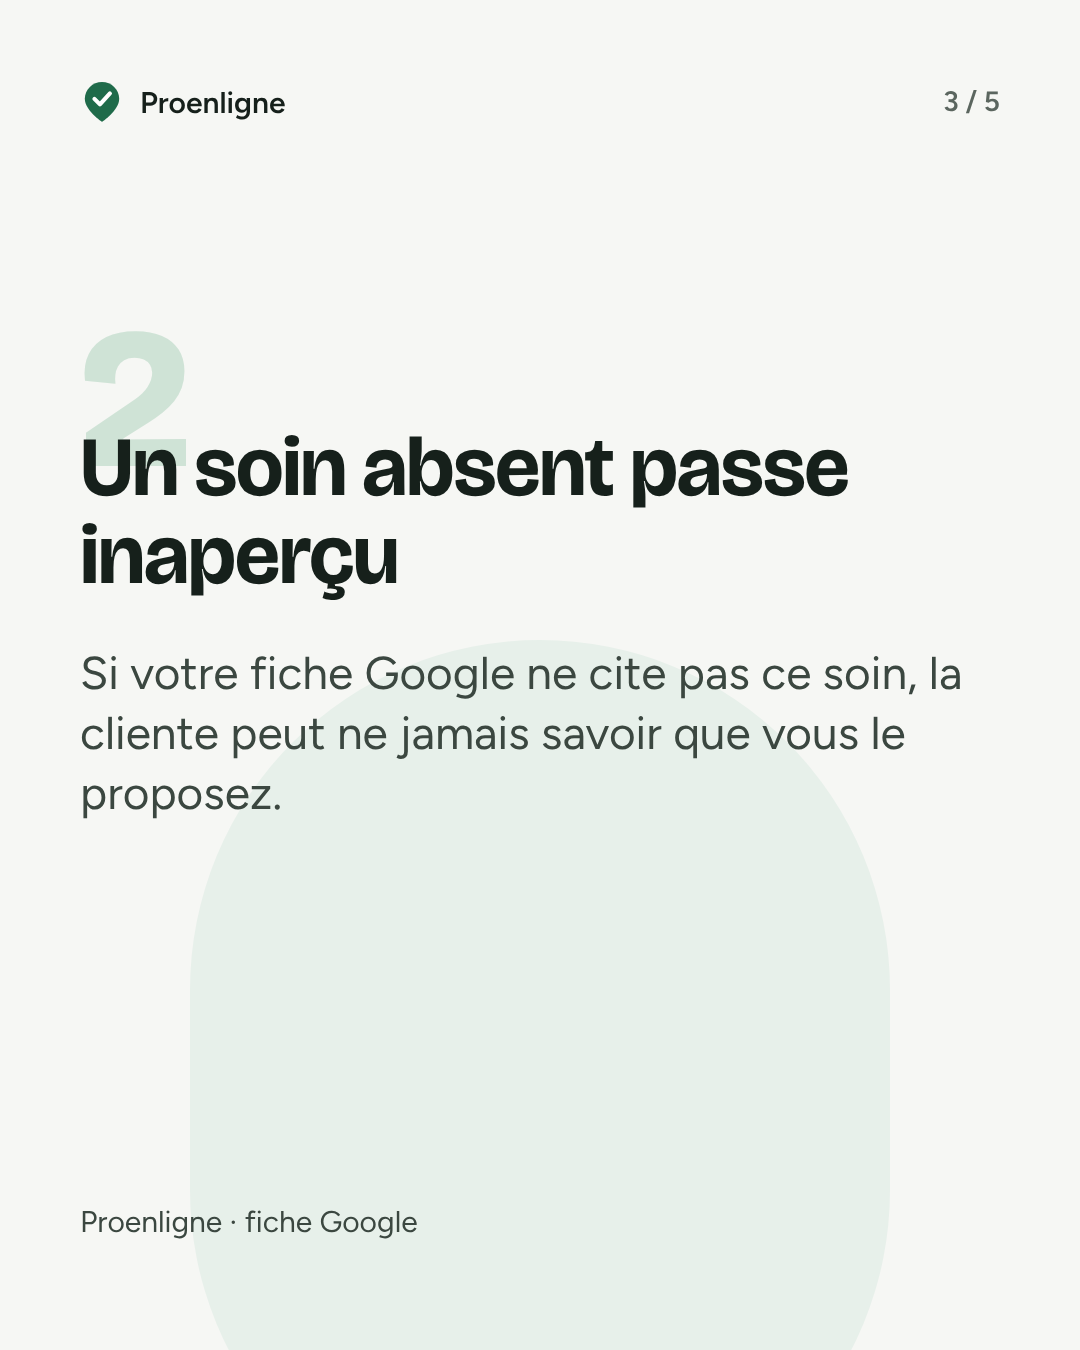 Proenligne
3 / 5
2
Un soin absent passe
inaperçu
Si votre fiche Google ne cite pas ce soin, la
cliente peut ne jamais savoir que vous le
proposez.
Proenligne · fiche Google